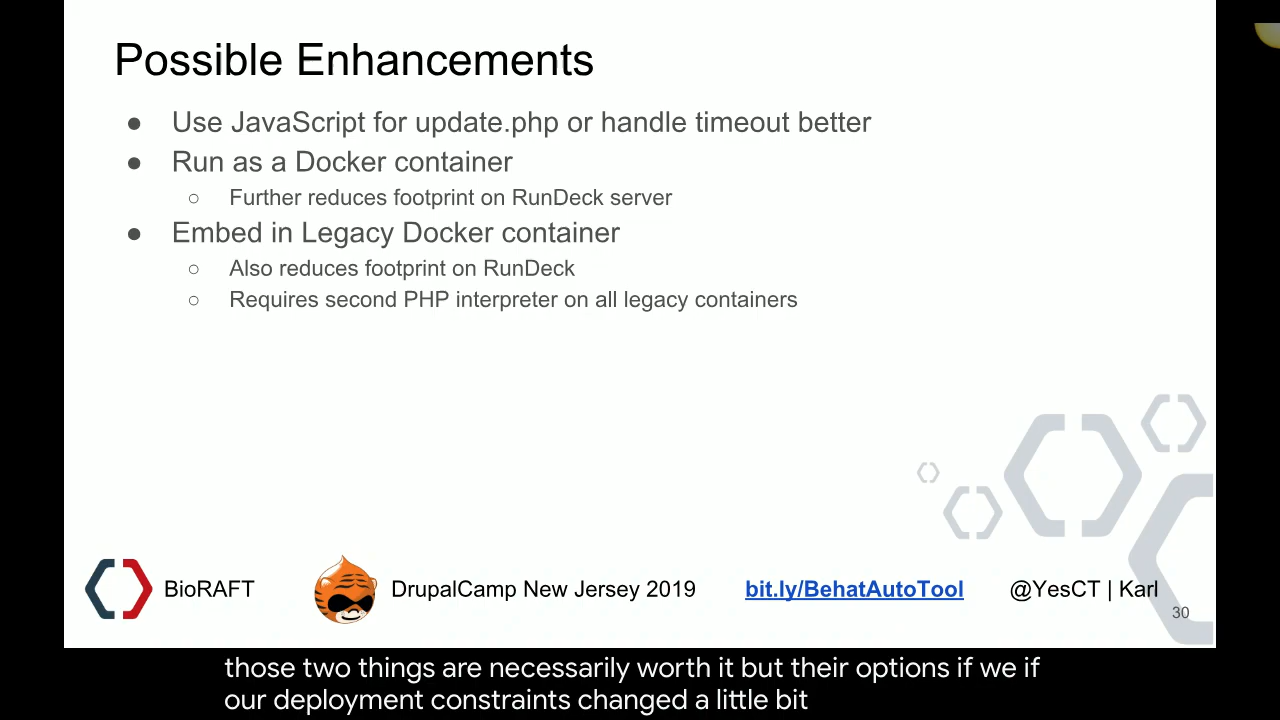 Possible Enhancements
● Use JavaScript for update.php or handle timeout better
● Run as a Docker container
○ Further reduces footprint on RunDeck server
● Embed in Legacy Docker container
○ Also reduces footprint on RunDeck
○ Requires second PHP interpreter on all legacy containers
BioRAFT DrupalCamp New Jersey 2019 bit.ly/BehatAutoTool @YesCT | Karl
30
those two things are necessarily worth it but their options if we if
our deployment constraints changed a little bit